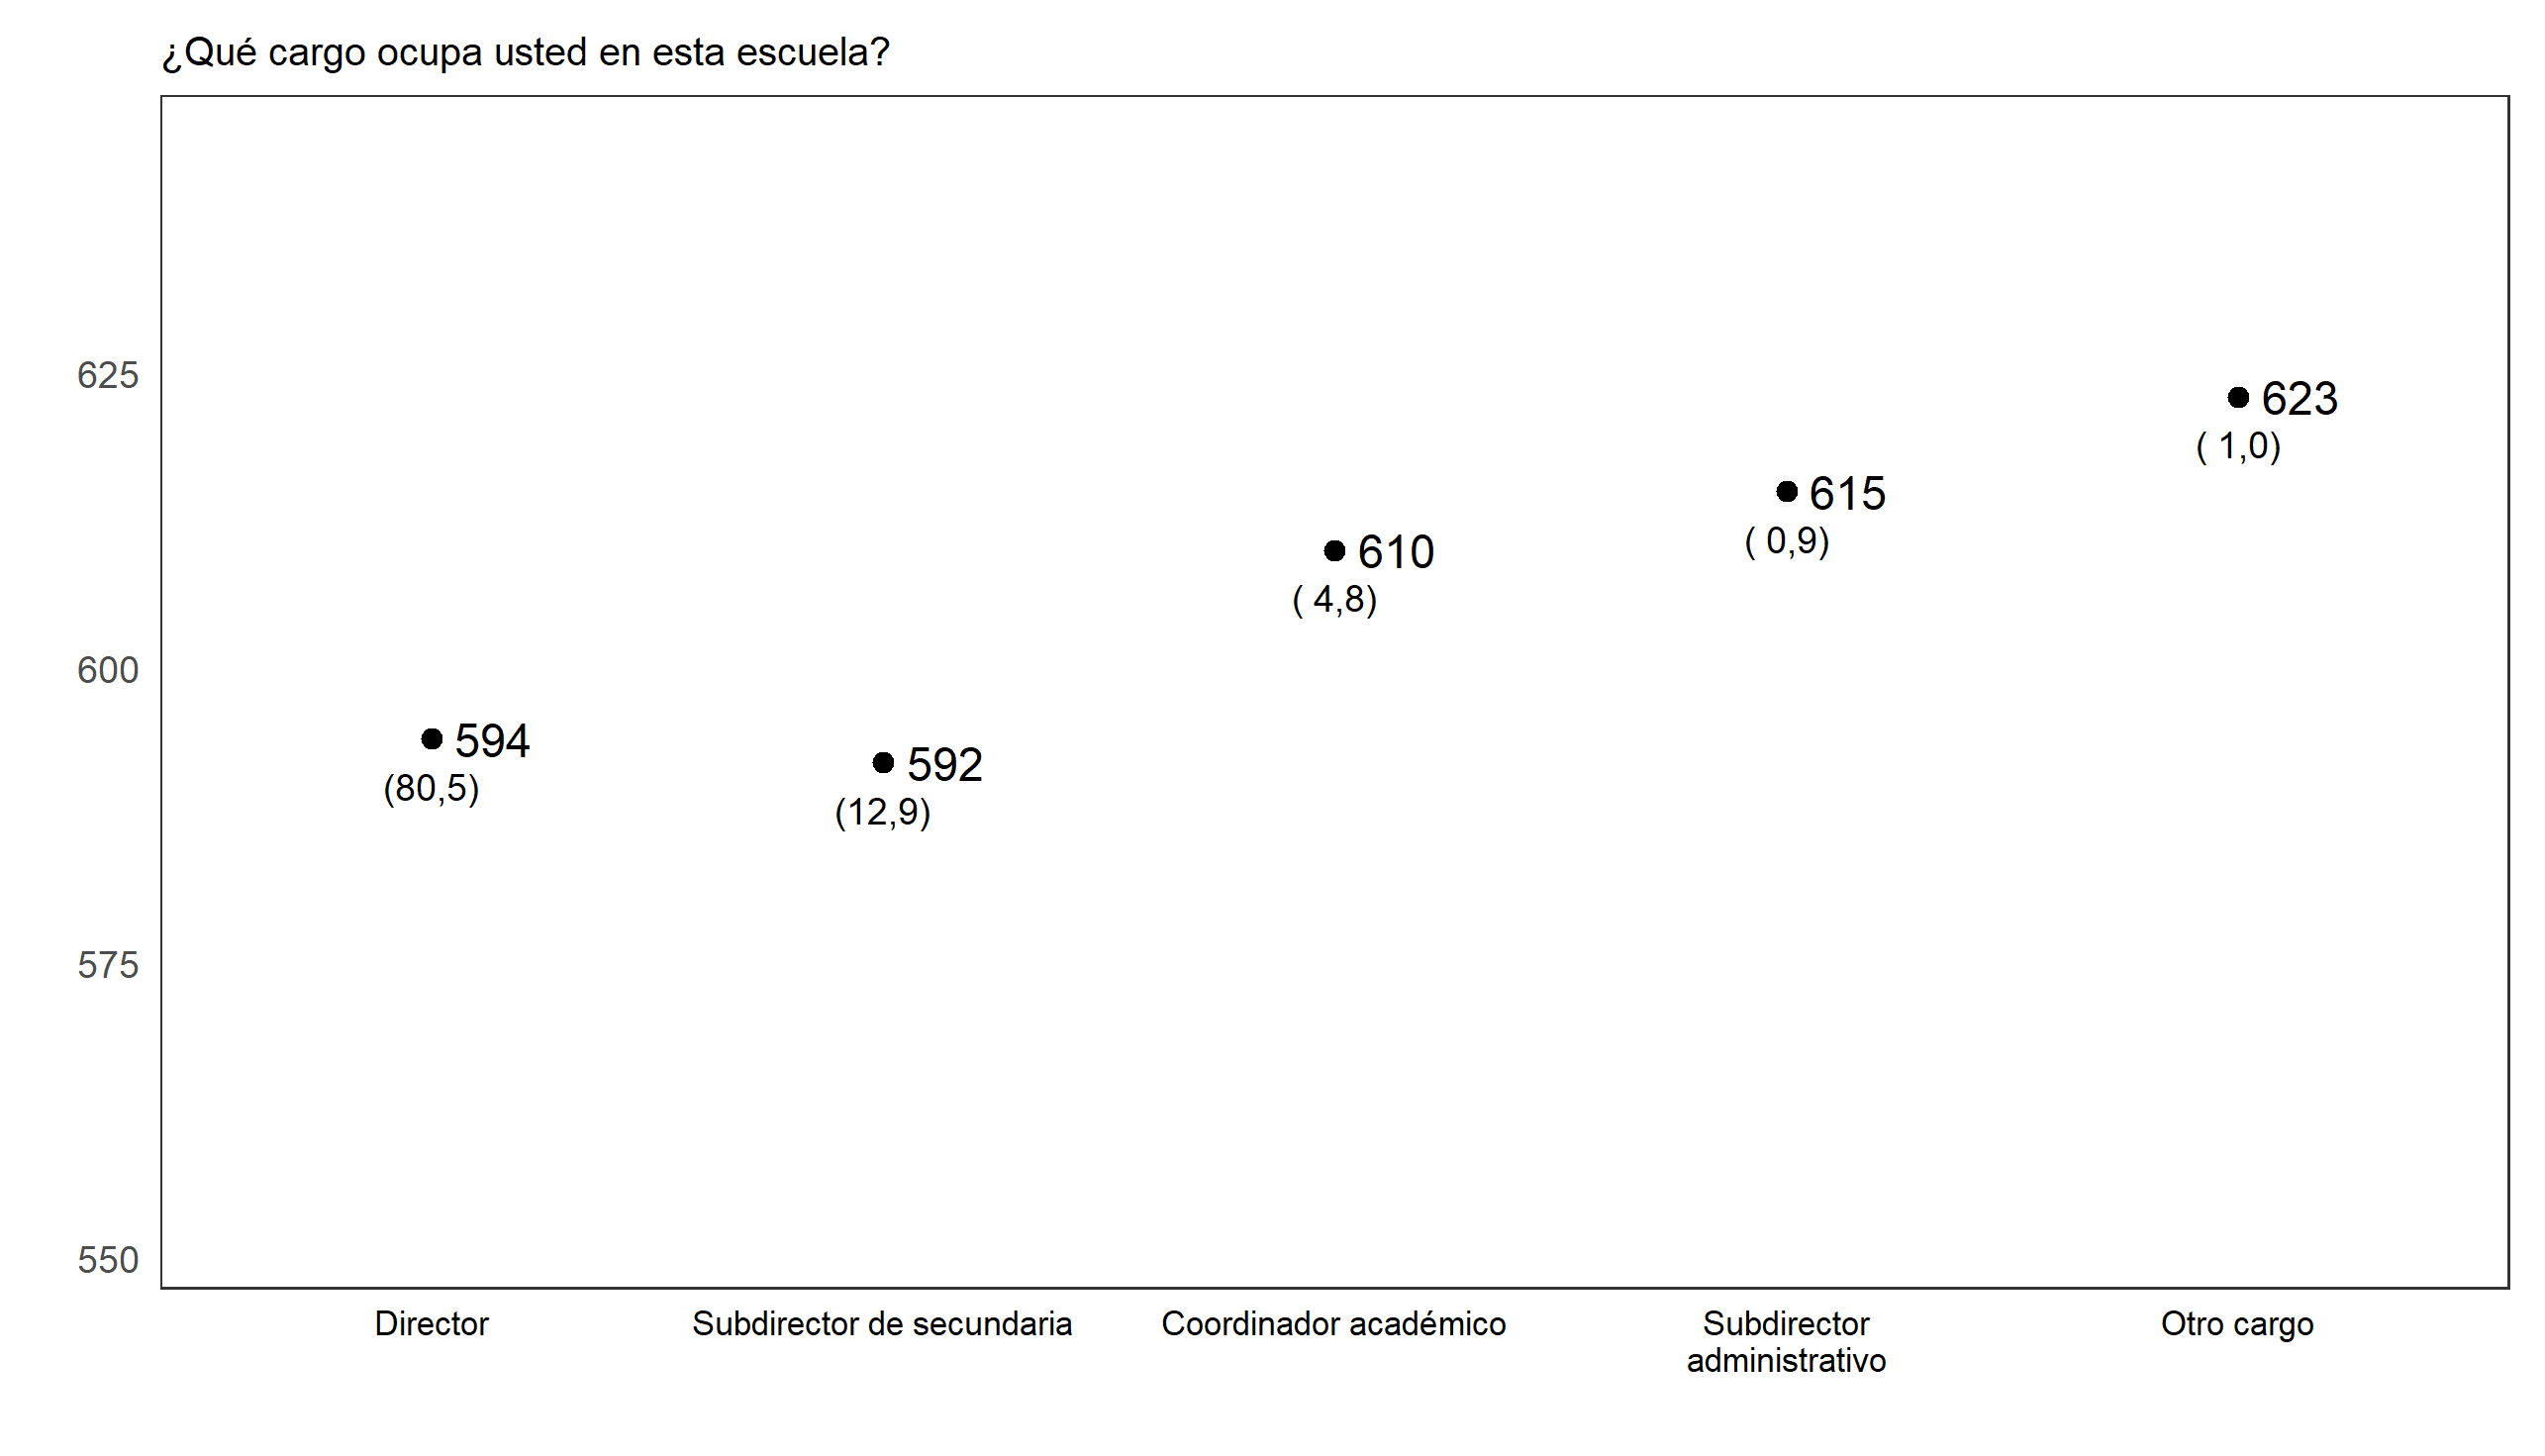 ¿Qué cargo ocupa usted en esta escuela?
625
600
575
550
594
(80,5)
592
(12,9)
610
( 4,8)
615
( 0,9)
623
( 1,0)
Director
Subdirector de secundaria
Coordinador académico
Subdirector
administrativo
Otro cargo